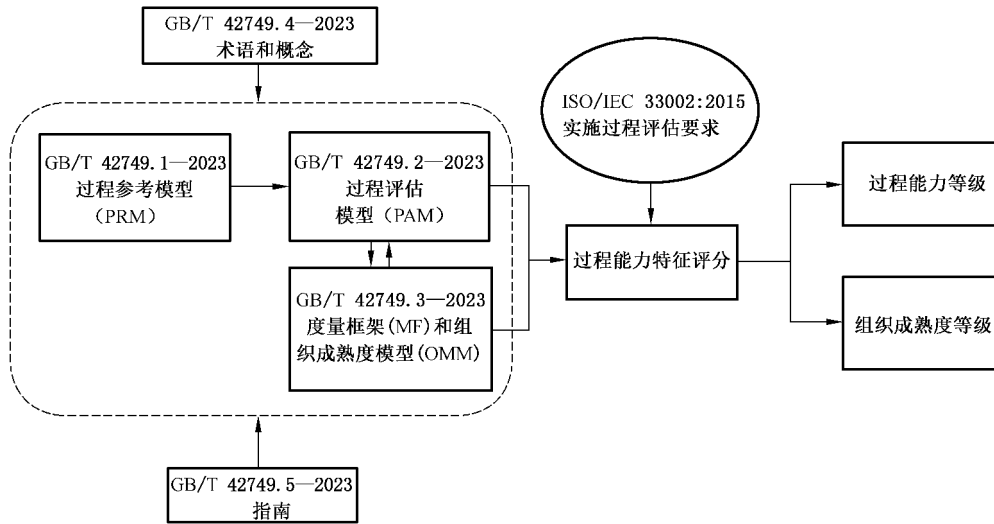 GB/T 42749.4—2023
术语和概念
ISO/IEC 33002:2015
实施过程评估要求
GB/T 42749.1—2023
过程参考模型
（PRM）
GB/T 42749.2—2023
过程评估
模型（PAM）
过程能力等级
过程能力特征评分
GB/T 42749.3—2023
度量框架(MF)和组
织成熟度模型(OMM)
组织成熟度等级
GB/T 42749.5—2023
指南